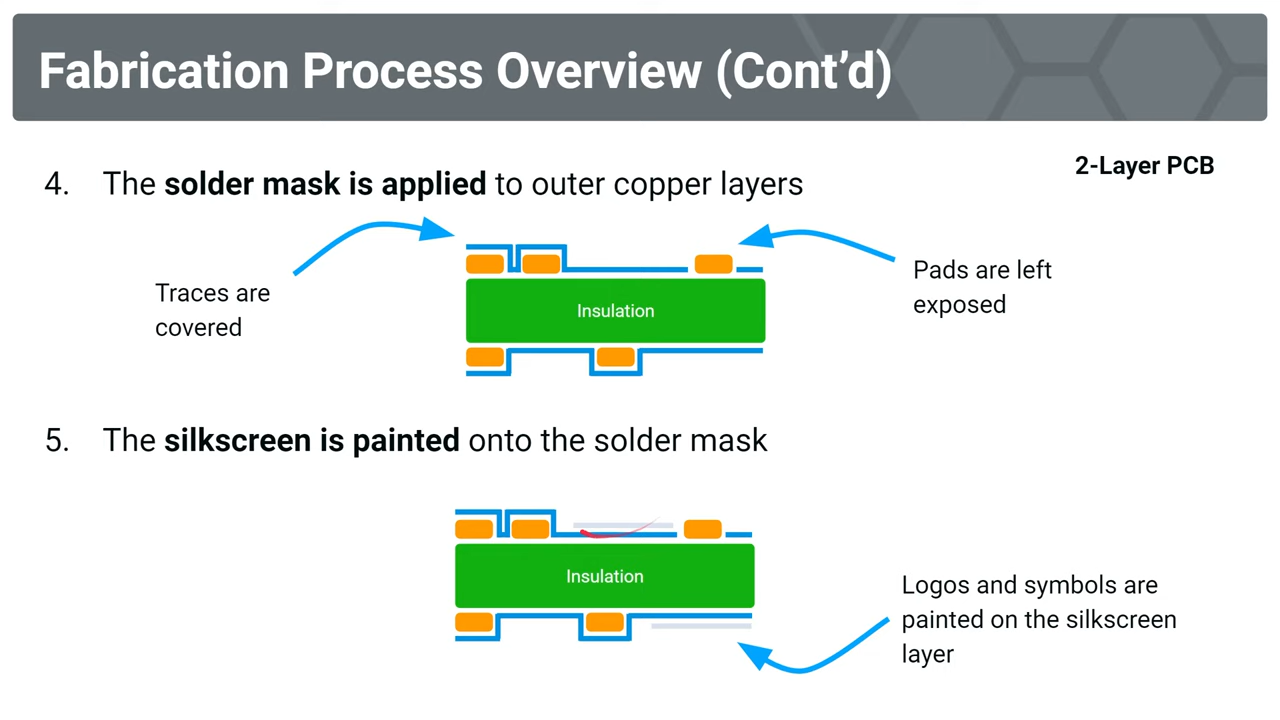 Fabrication Process Overview (Cont’d)
2-Layer PCB
4. The solder mask is applied to outer copper layers
Traces are
covered
Insulation
Pads are left
exposed
5. The silkscreen is painted onto the solder mask
Insulation
Logos and symbols are
painted on the silkscreen
layer